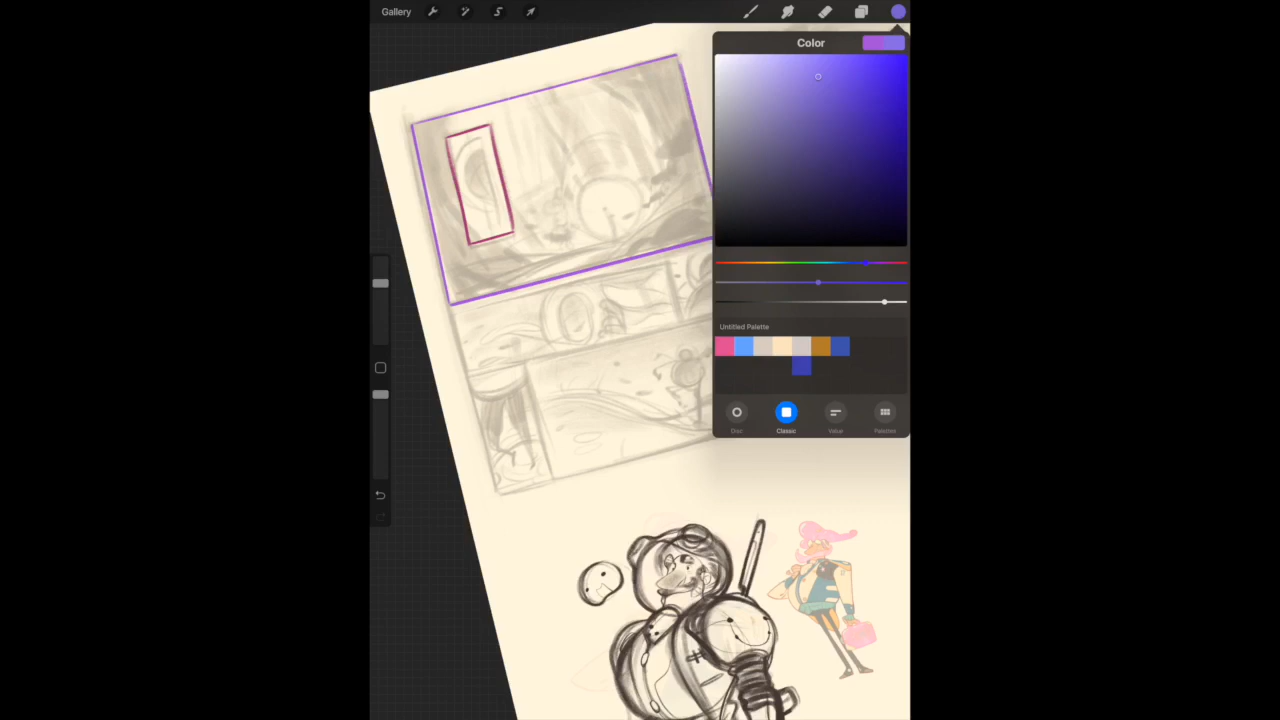 Gallery
Color
Untitled Palette
Disc
Classic
Value
Palettes